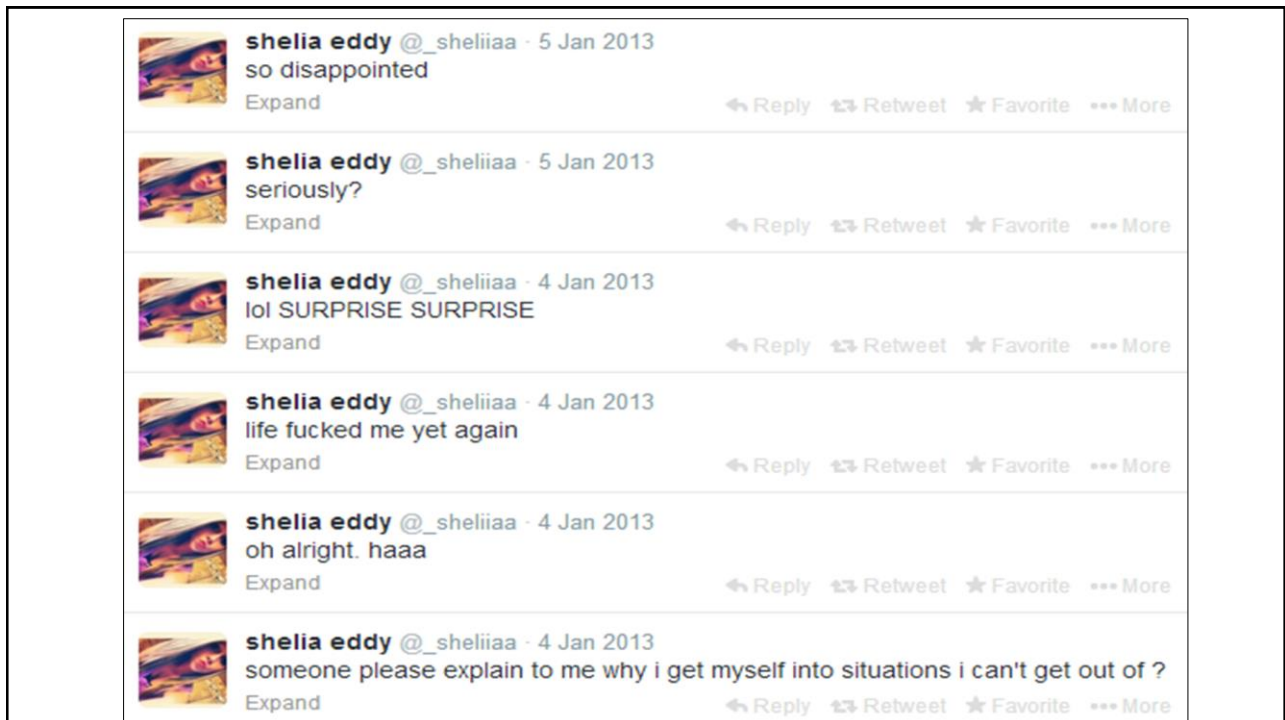 shelia eddy @_sheliiaa · 5 Jan 2013
so disappointed
Expand Reply Retweet Favorite ••• More
shelia eddy @_sheliiaa · 5 Jan 2013
seriously?
Expand Reply Retweet Favorite ••• More
shelia eddy @_sheliiaa · 4 Jan 2013
lol SURPRISE SURPRISE
Expand Reply Retweet Favorite ••• More
shelia eddy @_sheliiaa · 4 Jan 2013
life fucked me yet again
Expand Reply Retweet Favorite ••• More
shelia eddy @_sheliiaa · 4 Jan 2013
oh alright. haaa
Expand Reply Retweet Favorite ••• More
shelia eddy @_sheliiaa · 4 Jan 2013
someone please explain to me why i get myself into situations i can't get out of ?
Expand Reply Retweet Favorite ••• More